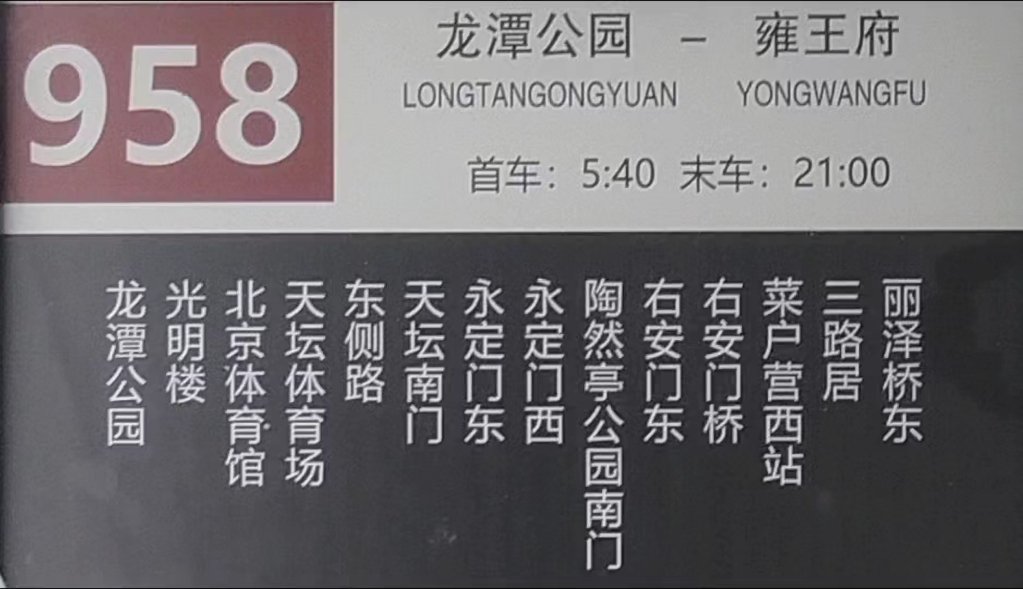 958
龙潭公园 – 雍王府
LONGTANGONGYUAN YONGWANGFU
首车：5:40 末车：21:00
龙潭公园
光明楼
北京体育馆
天坛体育场
东侧路
天坛南门
永定门东
永定门西
陶然亭公园南门
右安门东
右安门桥
菜户营西站
三路居
丽泽桥东